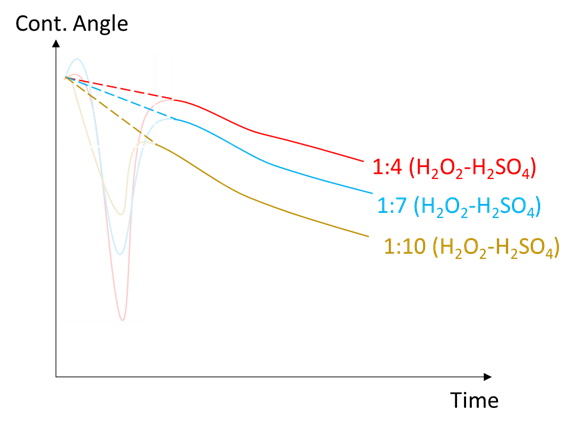 Cont. Angle
1:4 (H₂O₂-H₂SO₄)
1:7 (H₂O₂-H₂SO₄)
1:10 (H₂O₂-H₂SO₄)
Time